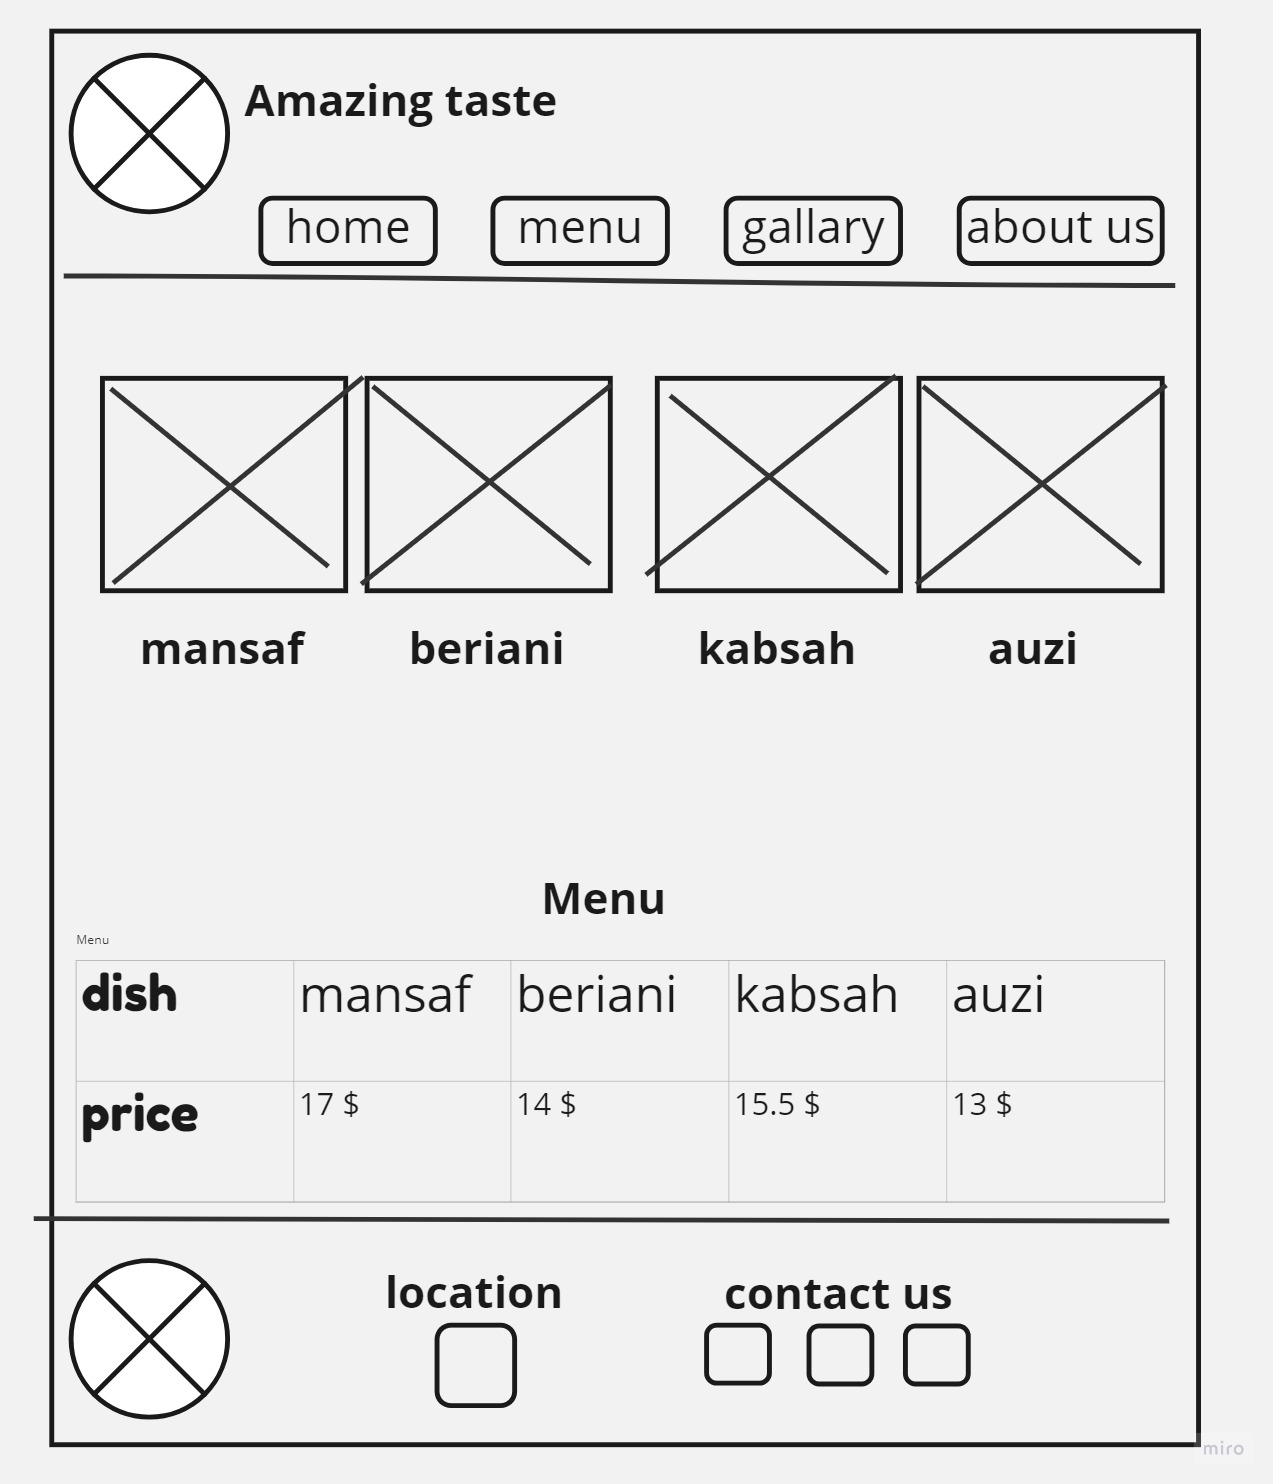 Amazing taste
home menu gallary about us
mansaf beriani kabsah auzi
Menu
Menu
dish mansaf beriani kabsah auzi
price 17 $ 14 $ 15.5 $ 13 $
location contact us
miro